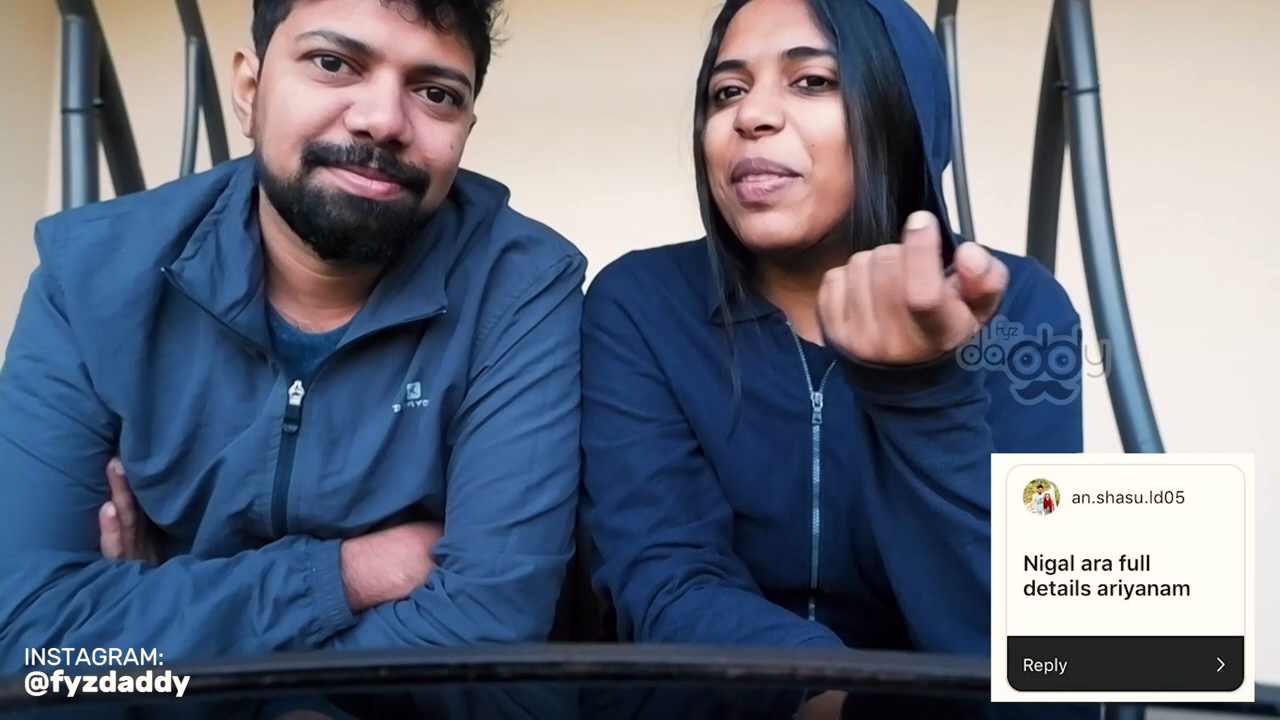 fyz
daddy
an.shasu.ld05
Nigal ara full
details ariyanam
Reply
INSTAGRAM:
@fyzdaddy